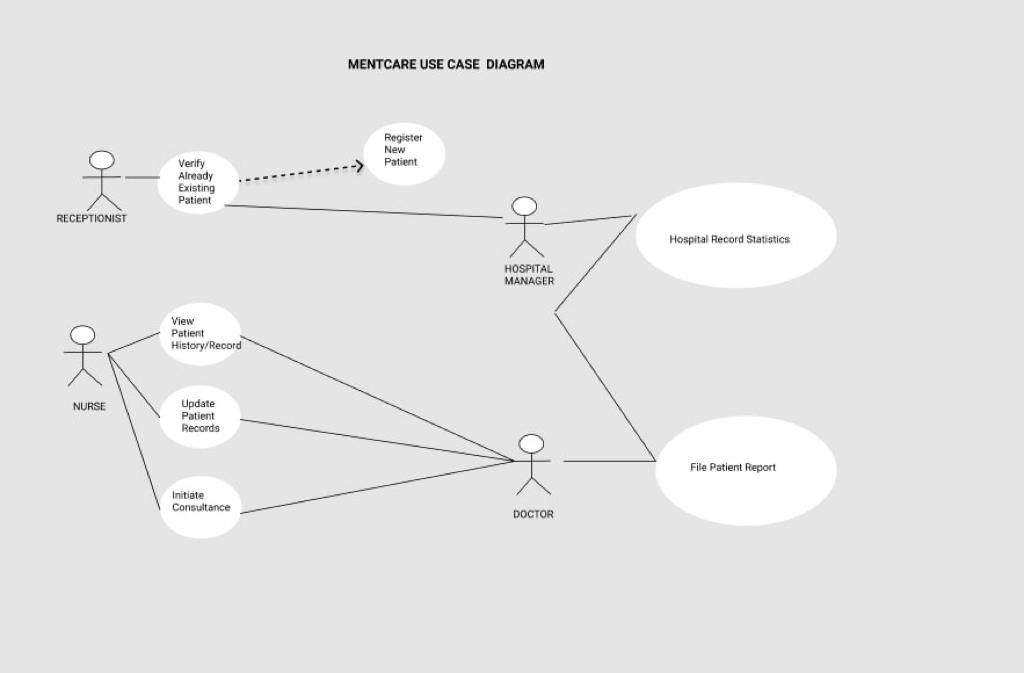 MENTCARE USE CASE DIAGRAM
Register
New
Patient
Verify
Already
Existing
Patient
RECEPTIONIST
Hospital Record Statistics
HOSPITAL
MANAGER
View
Patient
History/Record
NURSE
Update
Patient
Records
File Patient Report
Initiate
Consultance
DOCTOR